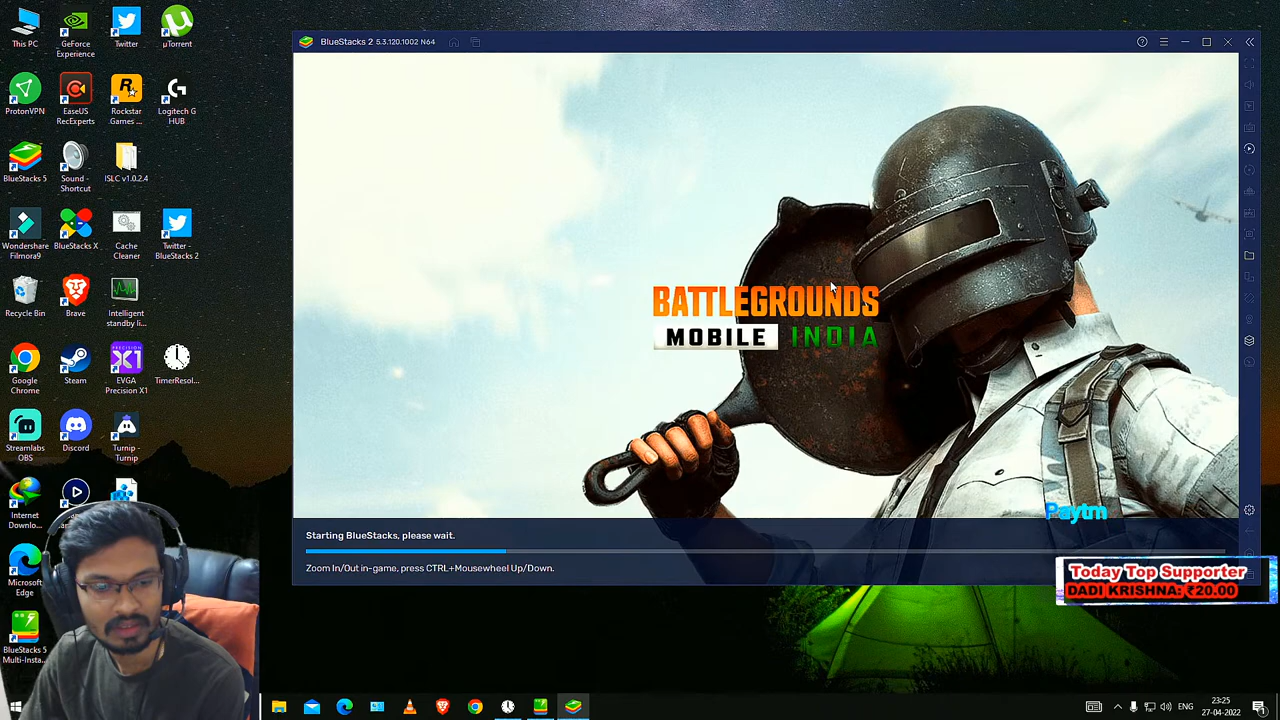 This PC
GeForce
Experience
Twitter
µTorrent
ProtonVPN
EaseUS
RecExperts
Rockstar
Games ...
Logitech G
HUB
BlueStacks 5
Sound -
Shortcut
ISLC v1.0.2.4
Wondershare
Filmora9
BlueStacks X
Cache
Cleaner
Twitter -
BlueStacks 2
Recycle Bin
Brave
Intelligent
standby li...
Google
Chrome
Steam
EVGA
Precision X1
TimerResol...
Streamlabs
OBS
Discord
Turnip -
Turnip
Internet
Downlo...
Microsoft
Edge
BlueStacks 5
Multi-Insta...
BlueStacks 2 5.3.120.1002 N64
BATTLEGROUNDS
MOBILE INDIA
Paytm
Starting BlueStacks, please wait.
Zoom In/Out in-game, press CTRL+Mousewheel Up/Down.
Today Top Supporter
DADI KRISHNA: ₹20.00
ENG
23:25
27-04-2022